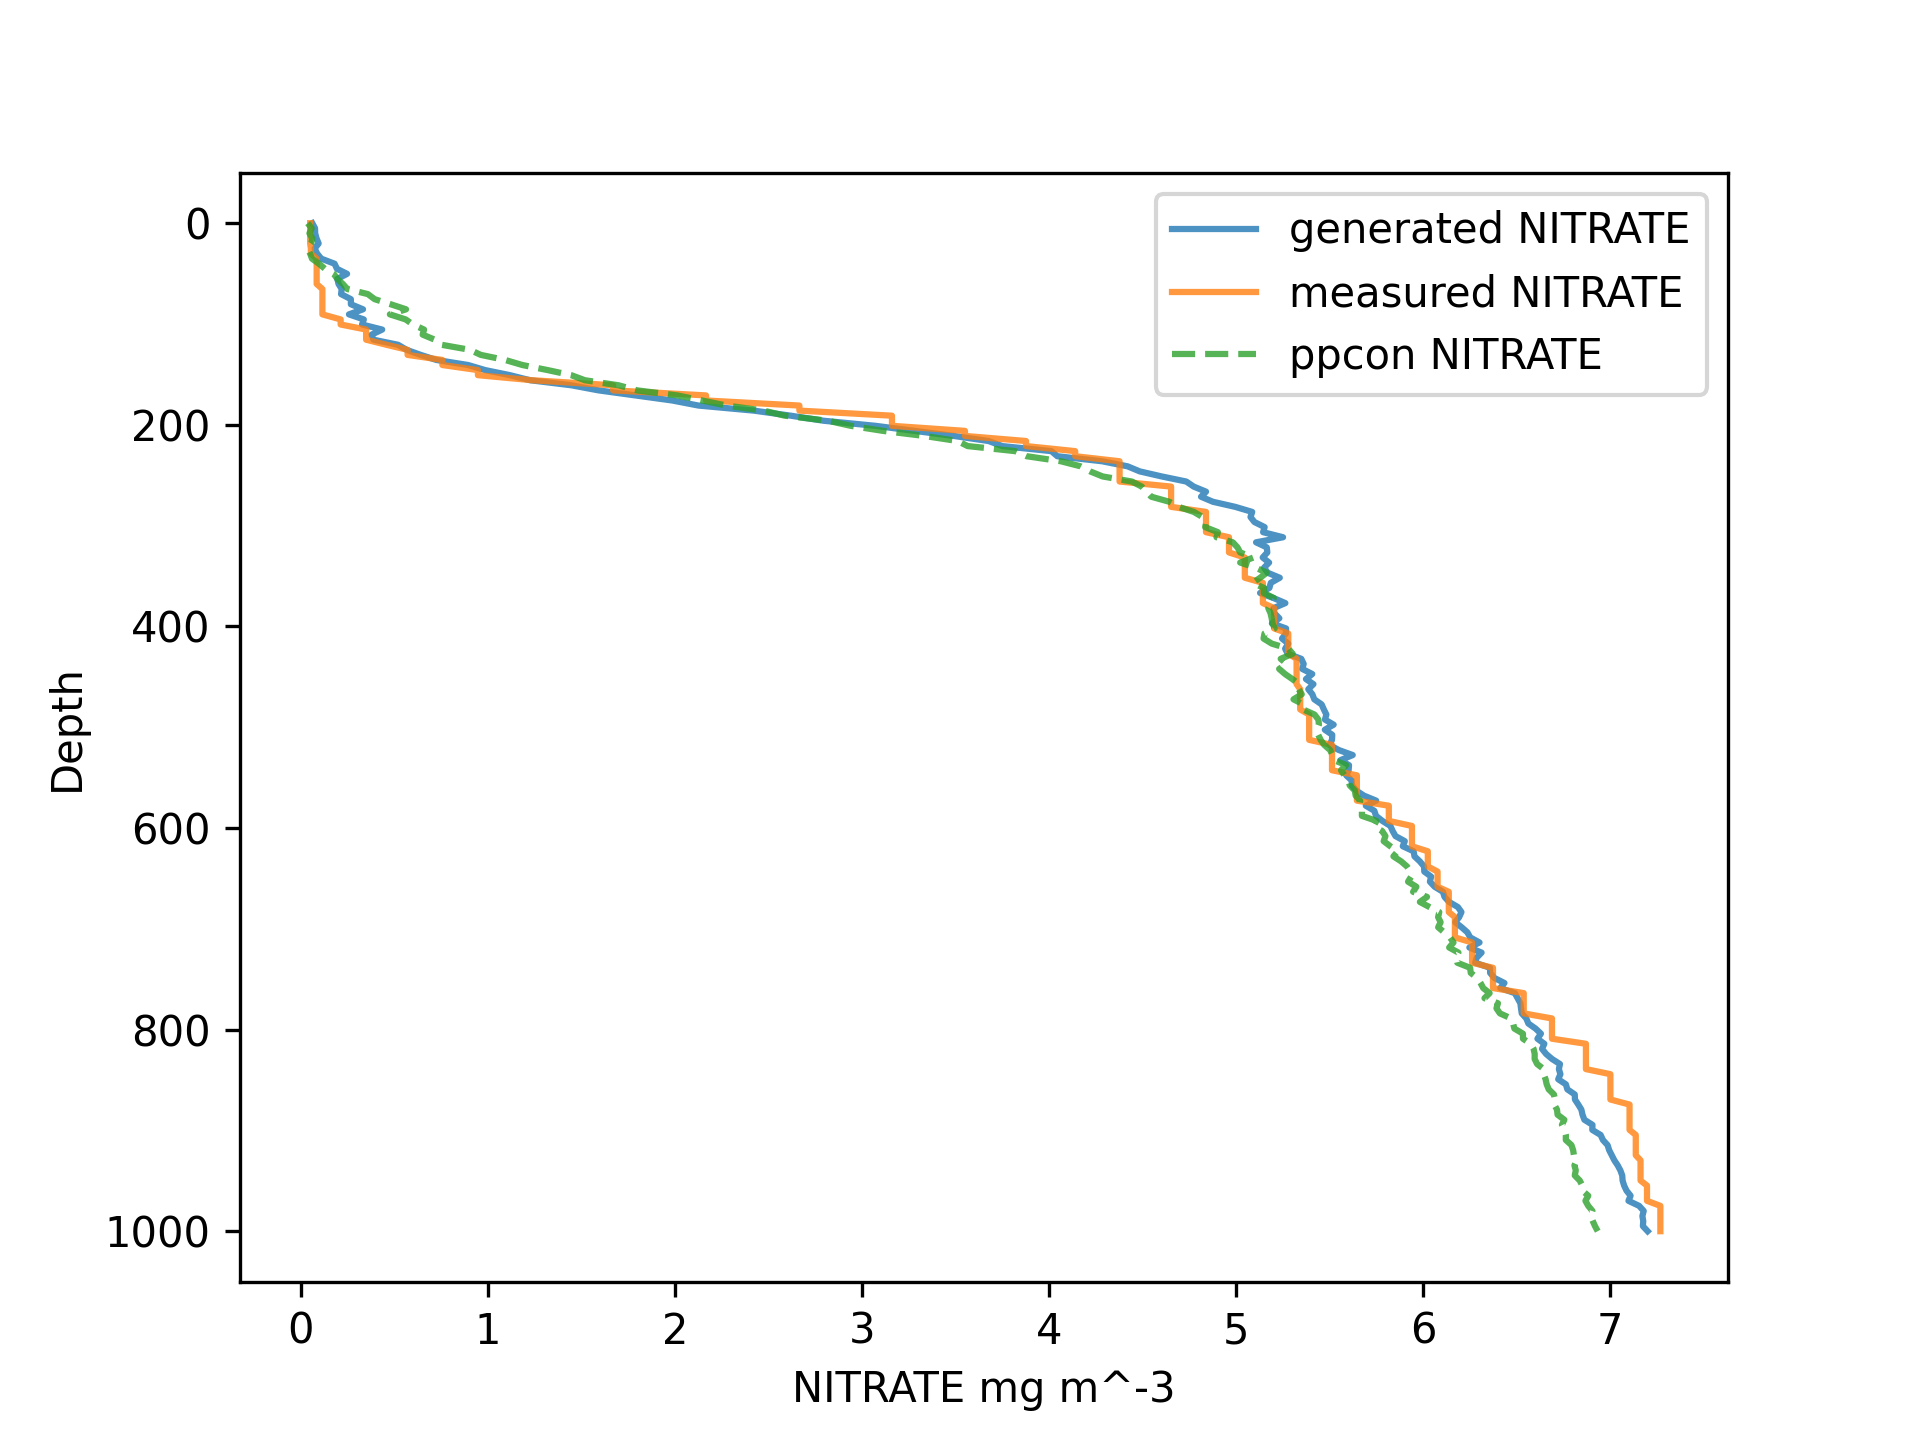 generated NITRATE
measured NITRATE
ppcon NITRATE
0
200
400
600
800
1000
Depth
0 1 2 3 4 5 6 7
NITRATE mg m^-3